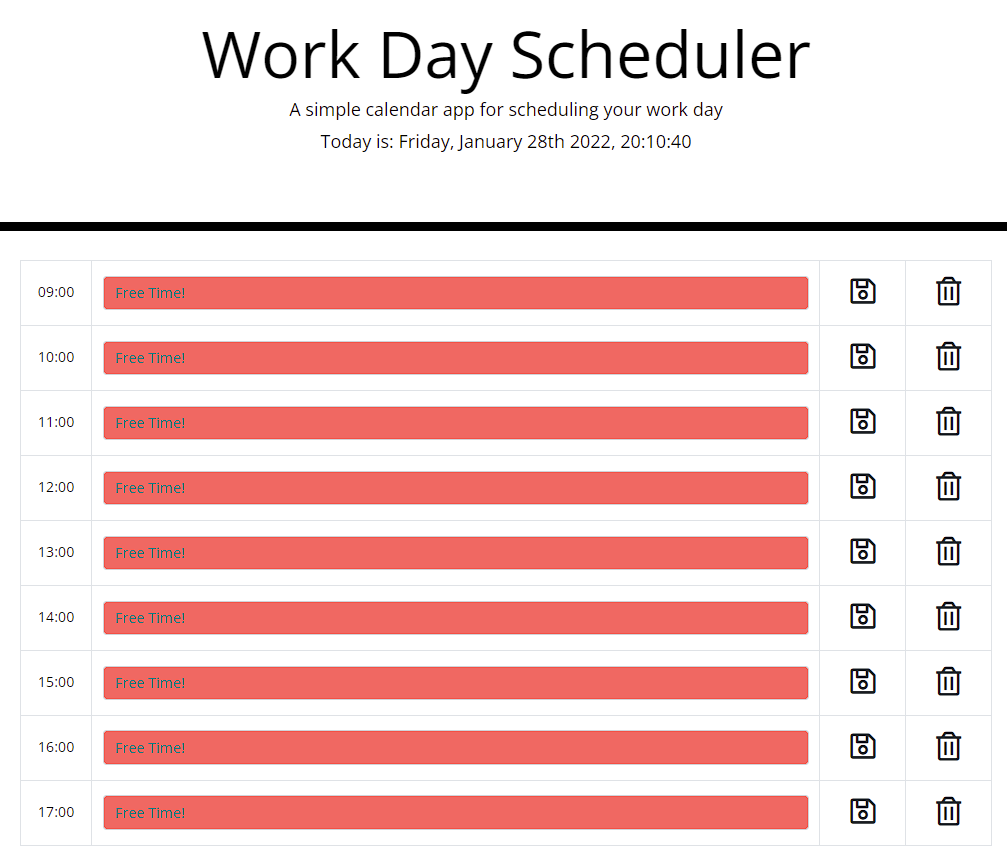 Work Day Scheduler
A simple calendar app for scheduling your work day
Today is: Friday, January 28th 2022, 20:10:40
09:00 Free Time!
10:00 Free Time!
11:00 Free Time!
12:00 Free Time!
13:00 Free Time!
14:00 Free Time!
15:00 Free Time!
16:00 Free Time!
17:00 Free Time!